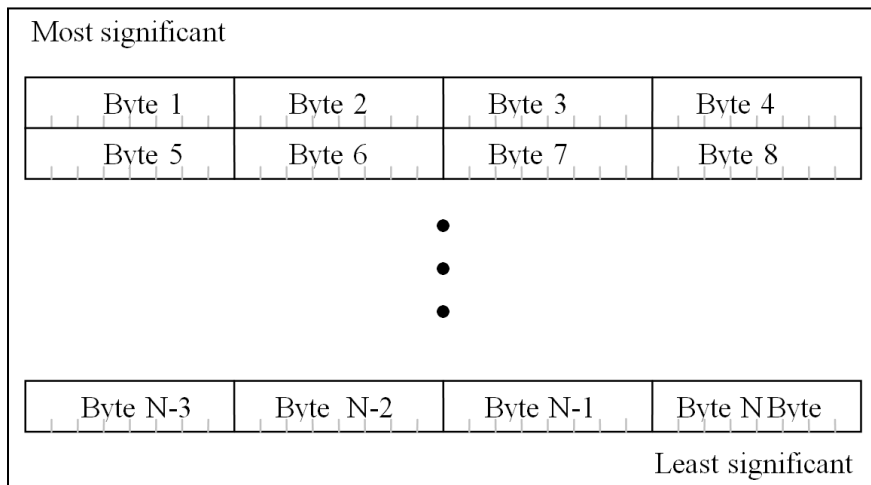 Most significant
Byte 1 Byte 2 Byte 3 Byte 4
Byte 5 Byte 6 Byte 7 Byte 8
Byte N-3 Byte N-2 Byte N-1 Byte N Byte
Least significant